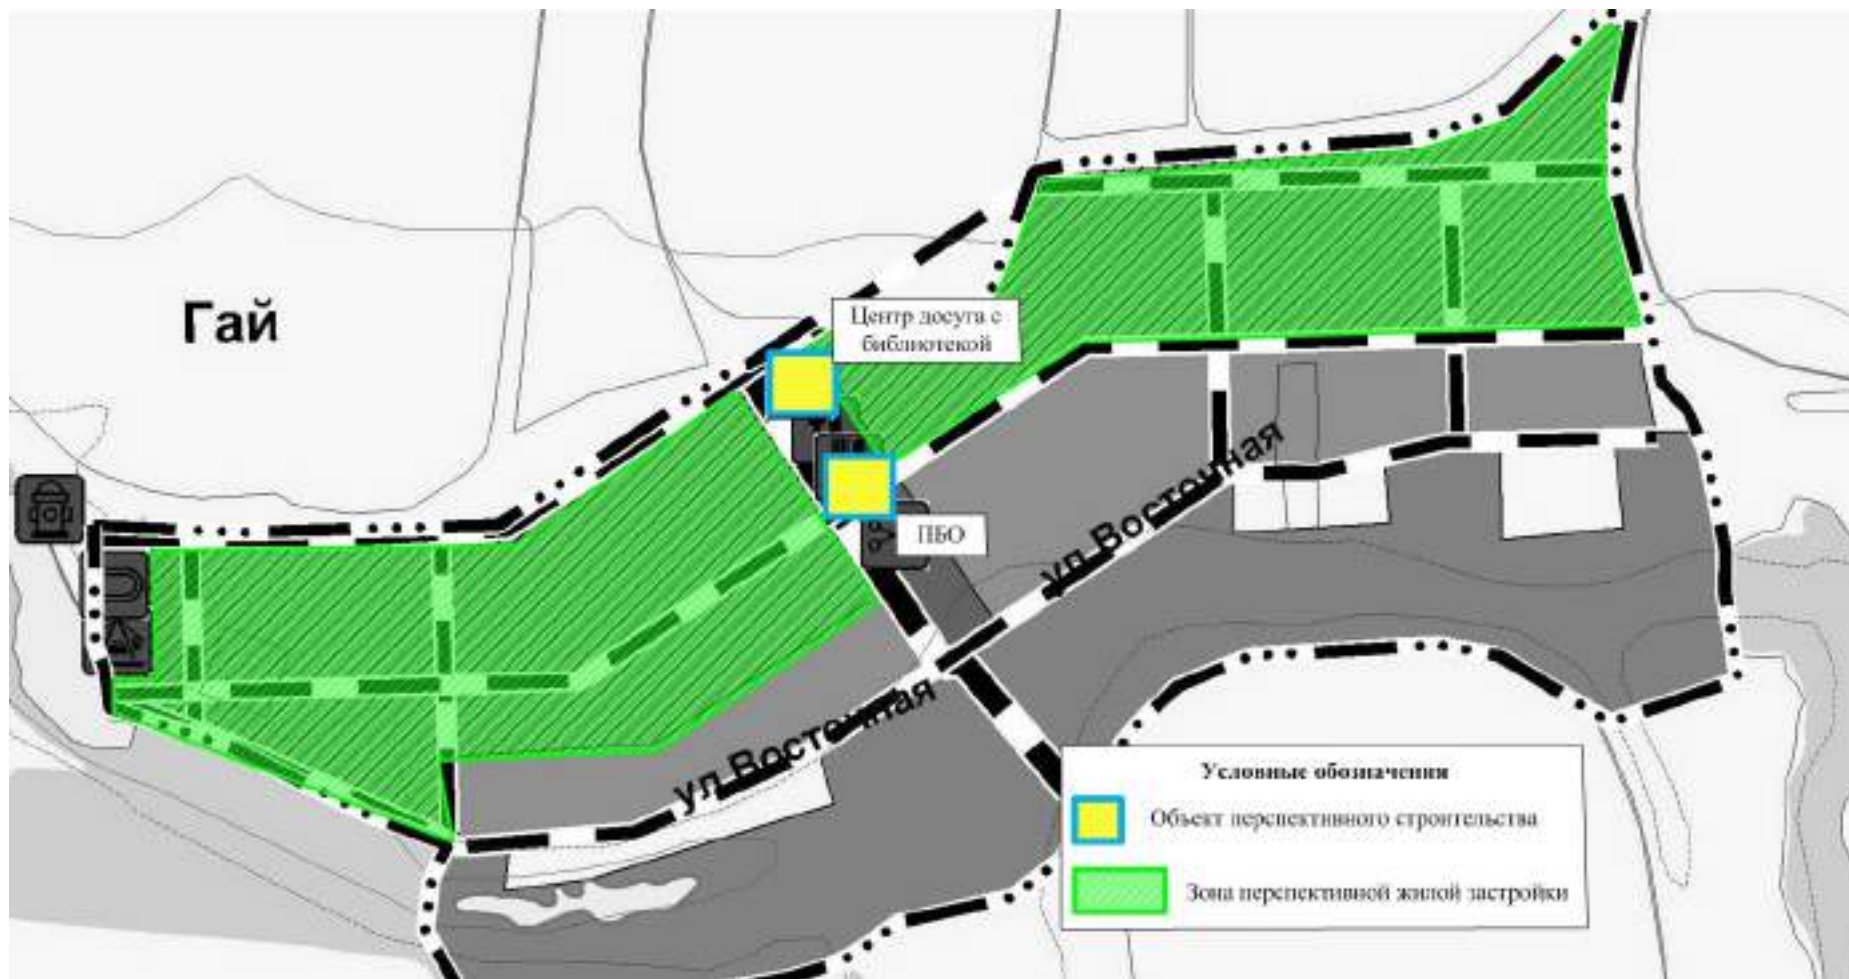 Гай
Центр досуга с
библиотекой
ПБО
ул Восточная
ул Восточная
Условные обозначения
Объект перспективного строительства
Зона перспективной жилой застройки